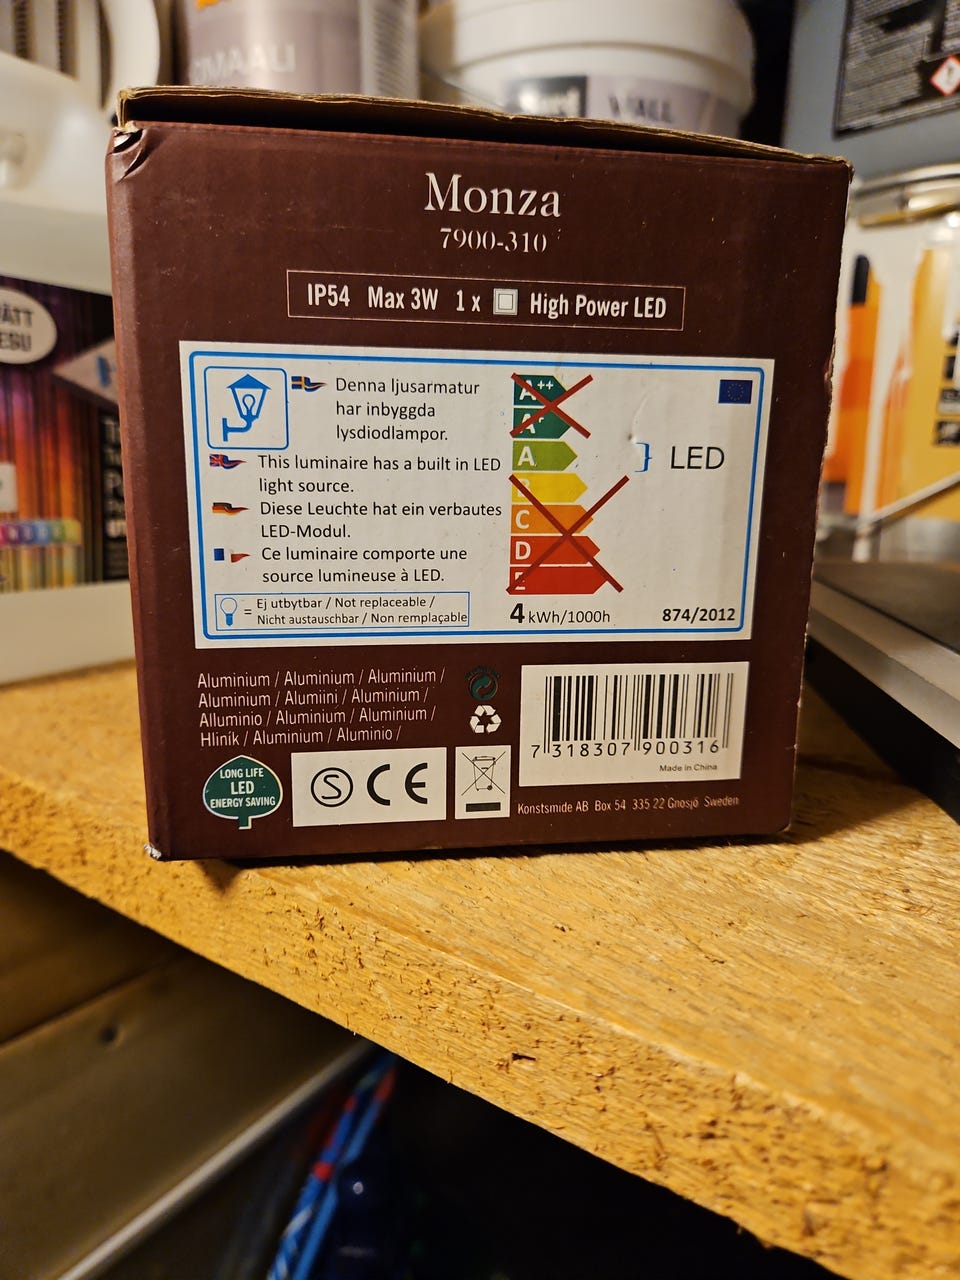 Monza
7900-310
IP54 Max 3W 1 x High Power LED
Denna ljusarmatur
har inbyggda
lysdiodlampor.
This luminaire has a built in LED
light source.
Diese Leuchte hat ein verbautes
LED-Modul.
Ce luminaire comporte une
source lumineuse à LED.
= Ej utbytbar / Not replaceable /
Nicht austauschbar / Non remplaçable
A++
A+
A
B
C
D
E
LED
4 kWh/1000h
874/2012
Aluminium / Aluminium / Aluminium /
Aluminium / Alumiini / Aluminium /
Alluminio / Aluminium / Aluminium /
Hliník / Aluminium / Aluminio /
LONG LIFE
LED
ENERGY SAVING
S CE
7 318307 900316
Made in China
Konstsmide AB Box 54 335 22 Gnosjö Sweden
WALL